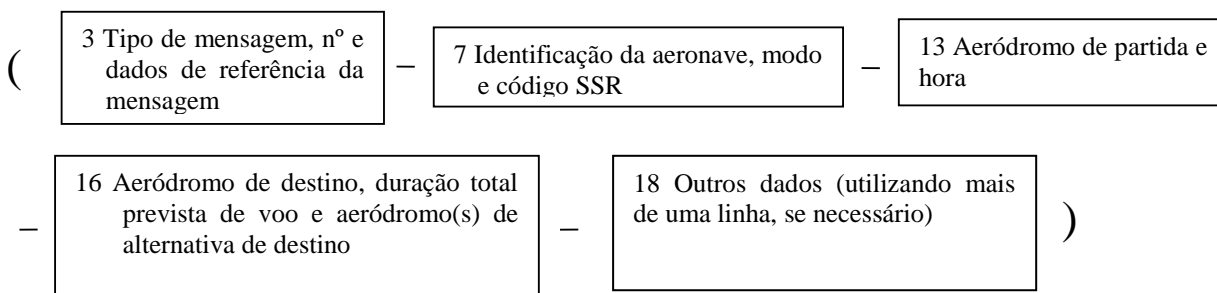 ( 3 Tipo de mensagem, nº e – 7 Identificação da aeronave, modo – 13 Aeródromo de partida e
dados de referência da e código SSR hora
mensagem
– 16 Aeródromo de destino, duração total – 18 Outros dados (utilizando mais )
prevista de voo e aeródromo(s) de de uma linha, se necessário)
alternativa de destino